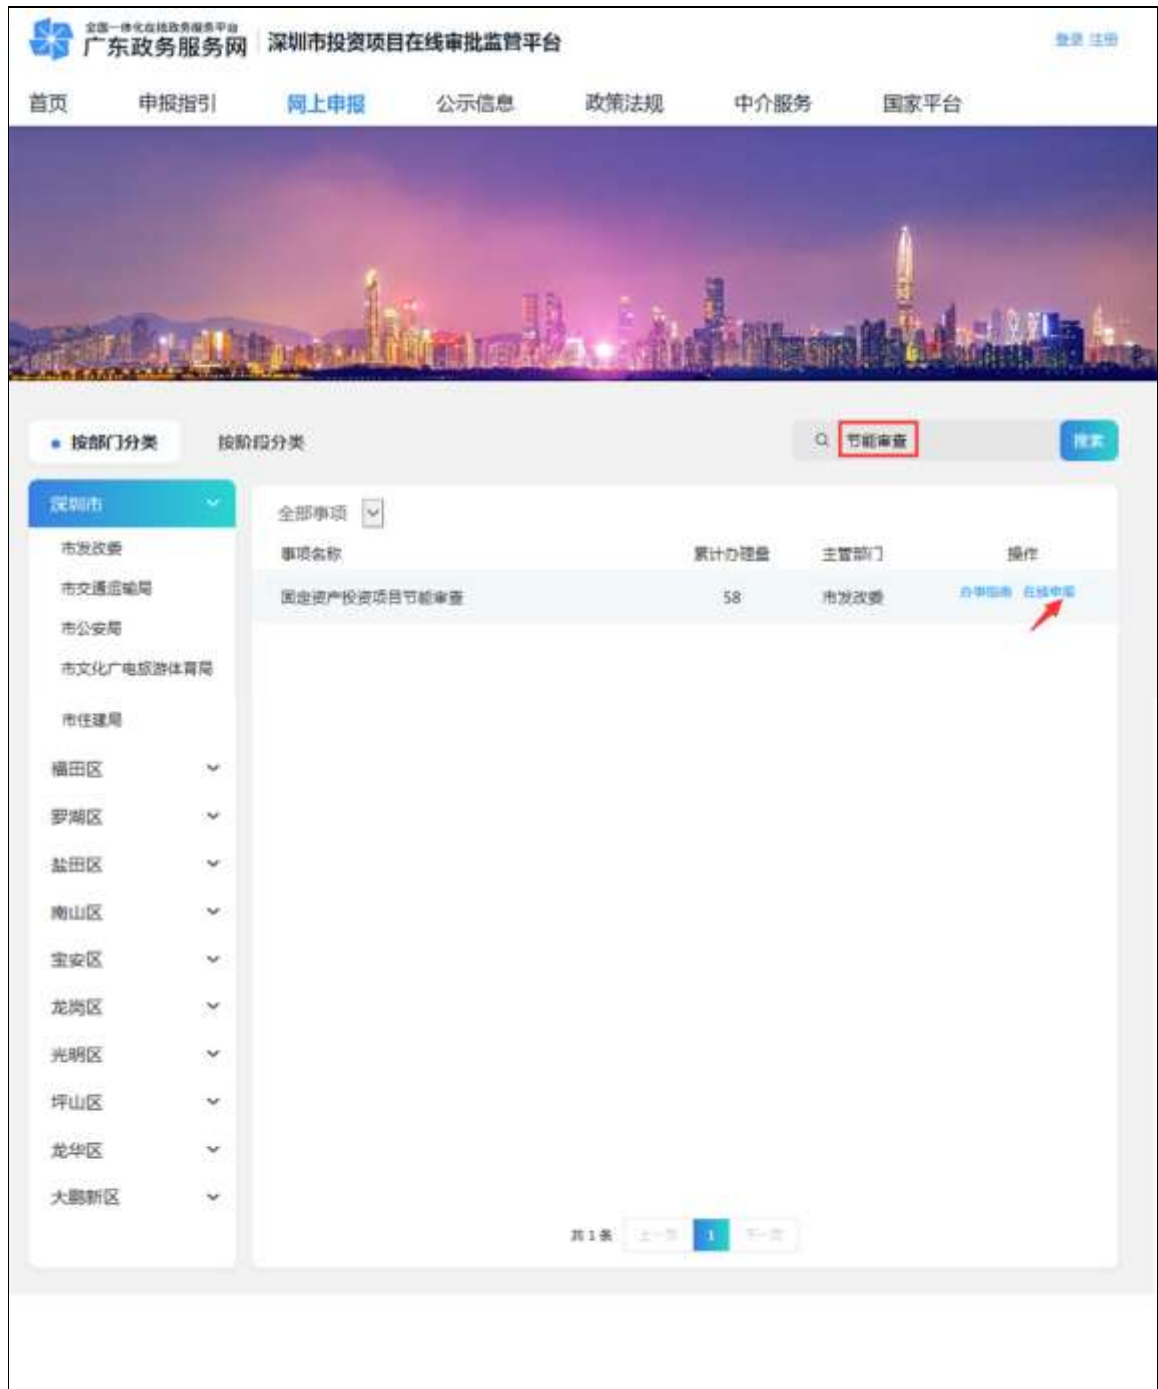 全国一体化在线政务服务平台
广东政务服务网 深圳市投资项目在线审批监管平台 登录 注册
首页 申报指引 网上申报 公示信息 政策法规 中介服务 国家平台
按部门分类 按阶段分类 节能审查 搜索
深圳市
全部事项
市发改委
事项名称 累计办理量 主管部门 操作
市交通运输局
固定资产投资项目节能审查 58 市发改委 办事指南 在线申报
市公安局
市文化广电旅游体育局
市住建局
福田区
罗湖区
盐田区
南山区
宝安区
龙岗区
光明区
坪山区
龙华区
大鹏新区
共 1 条 上一页 1 下一页